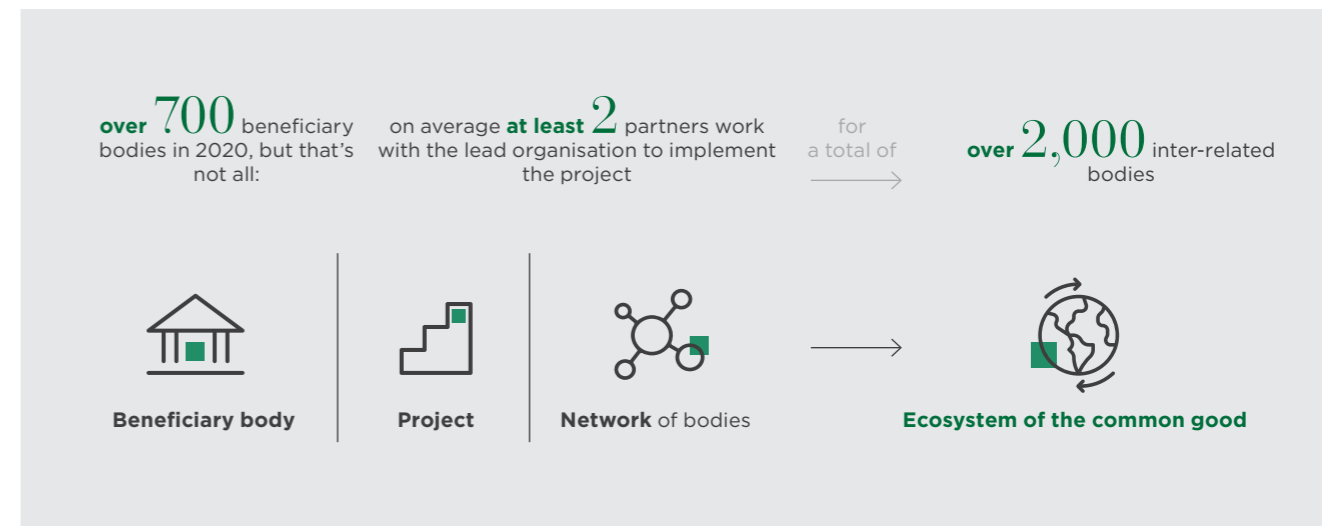 over 700 beneficiary
bodies in 2020, but that's
not all:
on average at least 2 partners work
with the lead organisation to implement
the project
for
a total of
over 2,000 inter-related
bodies
Beneficiary body
Project
Network of bodies
Ecosystem of the common good